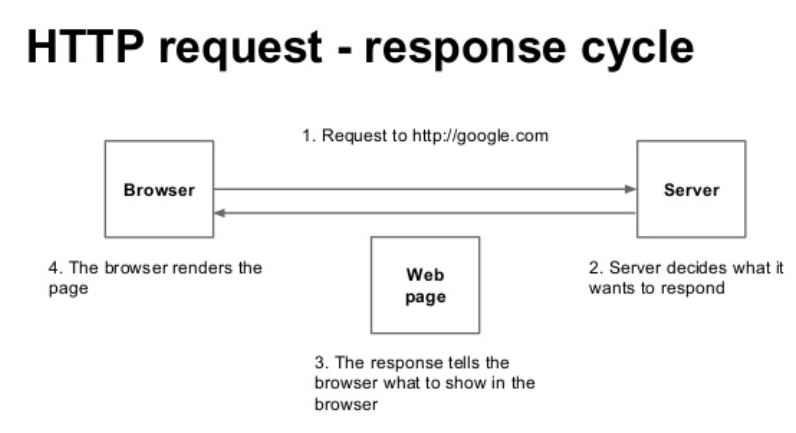 HTTP request - response cycle
1. Request to http://google.com
Browser
Server
4. The browser renders the
page
Web
page
2. Server decides what it
wants to respond
3. The response tells the
browser what to show in the
browser